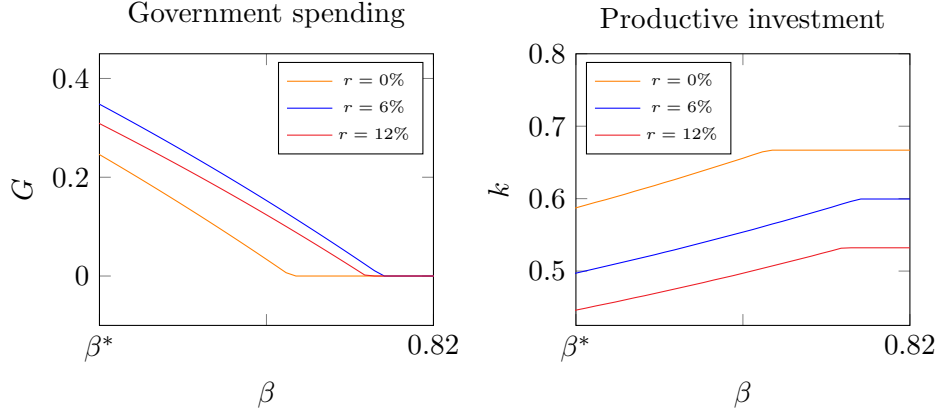 Government spending
0.4
0.2
0
G
r = 0%
r = 6%
r = 12%
β*
0.82
β
Productive investment
0.8
0.7
0.6
0.5
k
r = 0%
r = 6%
r = 12%
β*
0.82
β